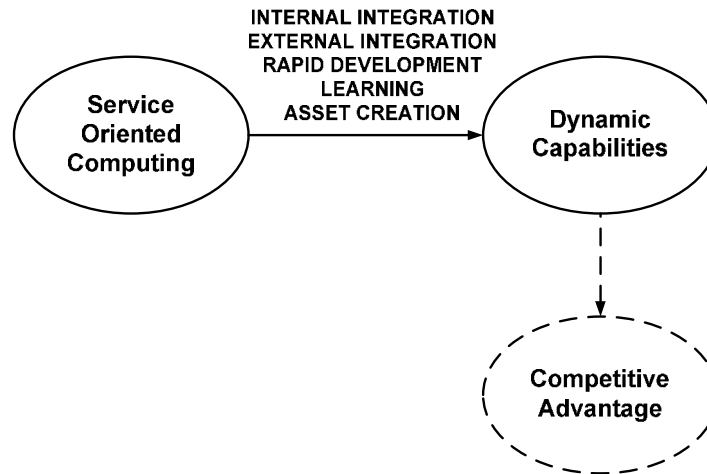 INTERNAL INTEGRATION
EXTERNAL INTEGRATION
RAPID DEVELOPMENT
LEARNING
ASSET CREATION
Service
Oriented
Computing
Dynamic
Capabilities
Competitive
Advantage